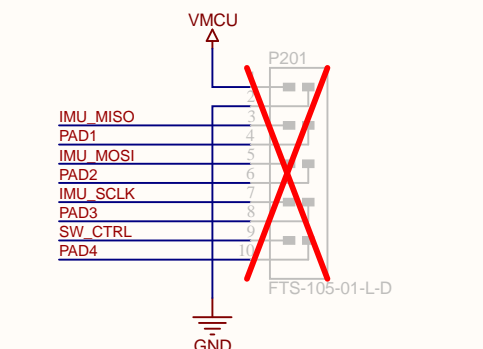 VMCU
P201
2
IMU_MISO 3
PAD1 4
IMU_MOSI 5
PAD2 6
IMU_SCLK 7
PAD3 8
SW_CTRL 9
PAD4 10
FTS-105-01-L-D
GND